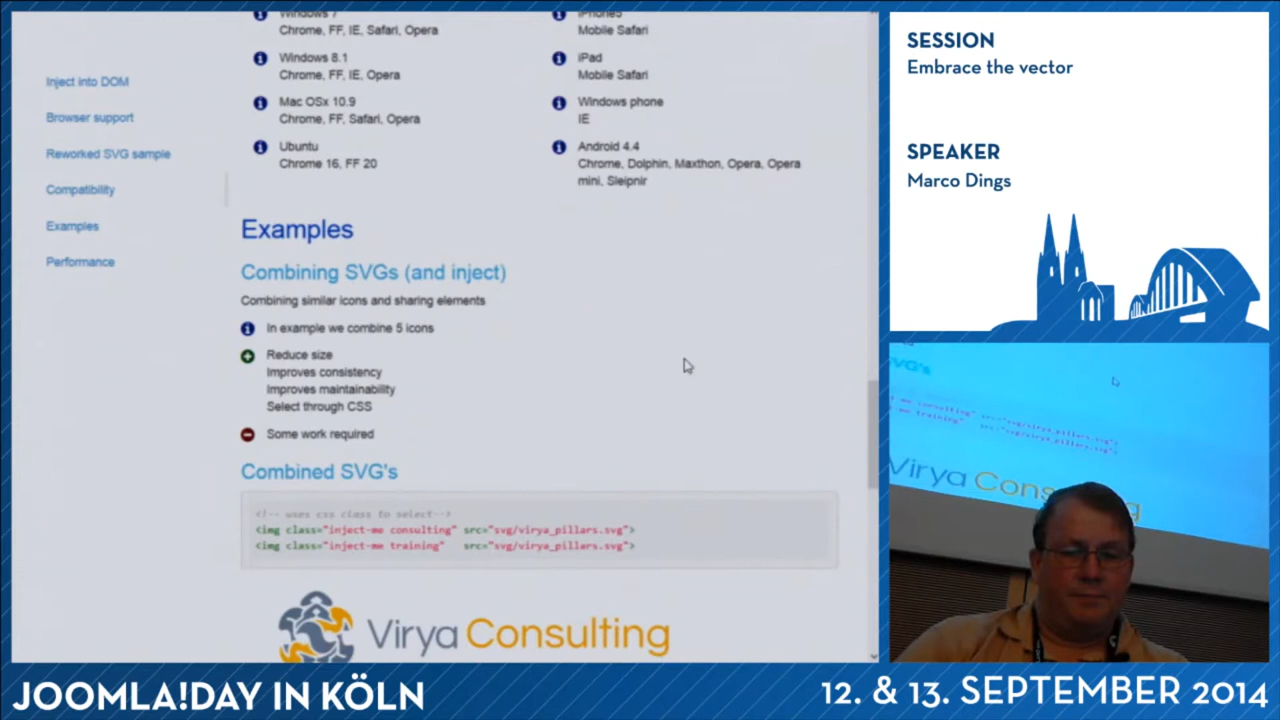 Windows 7
Chrome, FF, IE, Safari, Opera
Windows 8.1
Chrome, FF, IE, Opera
Mac OSx 10.9
Chrome, FF, Safari, Opera
Ubuntu
Chrome 16, FF 20
iPhone5
Mobile Safari
iPad
Mobile Safari
Windows phone
IE
Android 4.4
Chrome, Dolphin, Maxthon, Opera, Opera
mini, Sleipnir
Inject into DOM
Browser support
Reworked SVG sample
Compatibility
Examples
Performance
Examples
Combining SVGs (and inject)
Combining similar icons and sharing elements
In example we combine 5 icons
Reduce size
Improves consistency
Improves maintainability
Select through CSS
Some work required
Combined SVG's
<!-- uses css class to select-->
<img class="inject-me consulting" src="svg/virya_pillars.svg">
<img class="inject-me training" src="svg/virya_pillars.svg">
Virya Consulting
SESSION
Embrace the vector
SPEAKER
Marco Dings
SVG's
Virya Cons
JOOMLA!DAY IN KÖLN
12. & 13. SEPTEMBER 2014